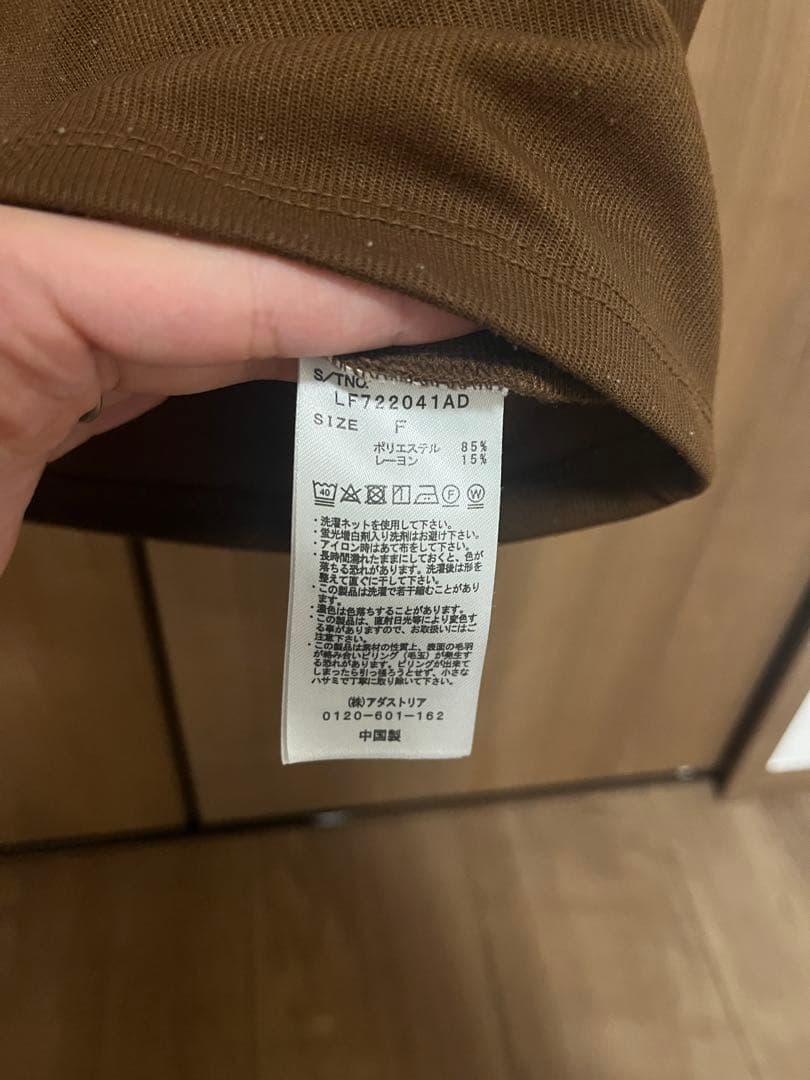 S/TNO.
LF722041AD
SIZE F
ポリエステル 85%
レーヨン 15%
40 F W
・洗濯ネットを使用して下さい。
・蛍光増白剤入り洗剤はお避け下さい。
・アイロン時はあて布をして下さい。
・長時間濡れたままにしておくと、色が
落ちる恐れがあります。洗濯後は形を
整えて直ぐに干して下さい。
・この製品は洗濯で若干縮むことがあり
ます。
・濃色は色落ちすることがあります。
・この製品は、直射日光等により変色す
る事がありますので、お取扱いにはご
注意下さい。
・この製品は素材の性質上、表面の毛羽
が絡み合いピリング（毛玉）が発生す
る恐れがあります。ピリングが出来て
しまったら引っ張ろうとせず、小さな
ハサミで丁寧に取り除いて下さい。
(株)アダストリア
0120-601-162
中国製